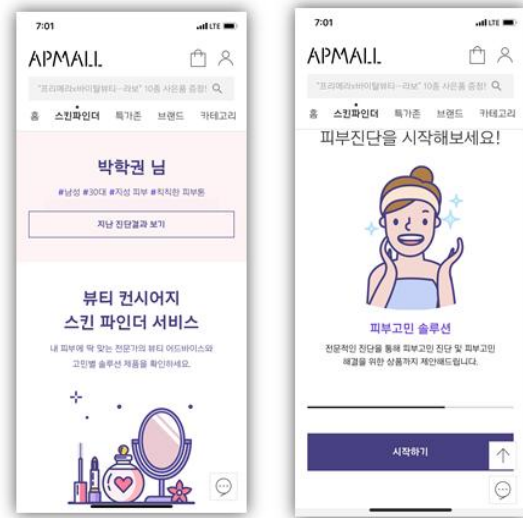 7:01
LTE
APMALL
"프리메라x바이탈뷰티—라보" 10종 사은품 증정!
홈 스킨파인더 특가존 브랜드 카테고리
박학권 님
#남성 #30대 #지성 피부 #칙칙한 피부톤
지난 진단결과 보기
뷰티 컨시어지
스킨 파인더 서비스
내 피부에 딱 맞는 전문가의 뷰티 어드바이스와
고민별 솔루션 제품을 확인하세요.
7:01
LTE
APMALL
"프리메라x바이탈뷰티—라보" 10종 사은품 증정!
홈 스킨파인더 특가존 브랜드 카테고리
피부진단을 시작해보세요!
피부고민 솔루션
전문적인 진단을 통해 피부고민 진단 및 피부고민
해결을 위한 상품까지 제안해드립니다.
시작하기